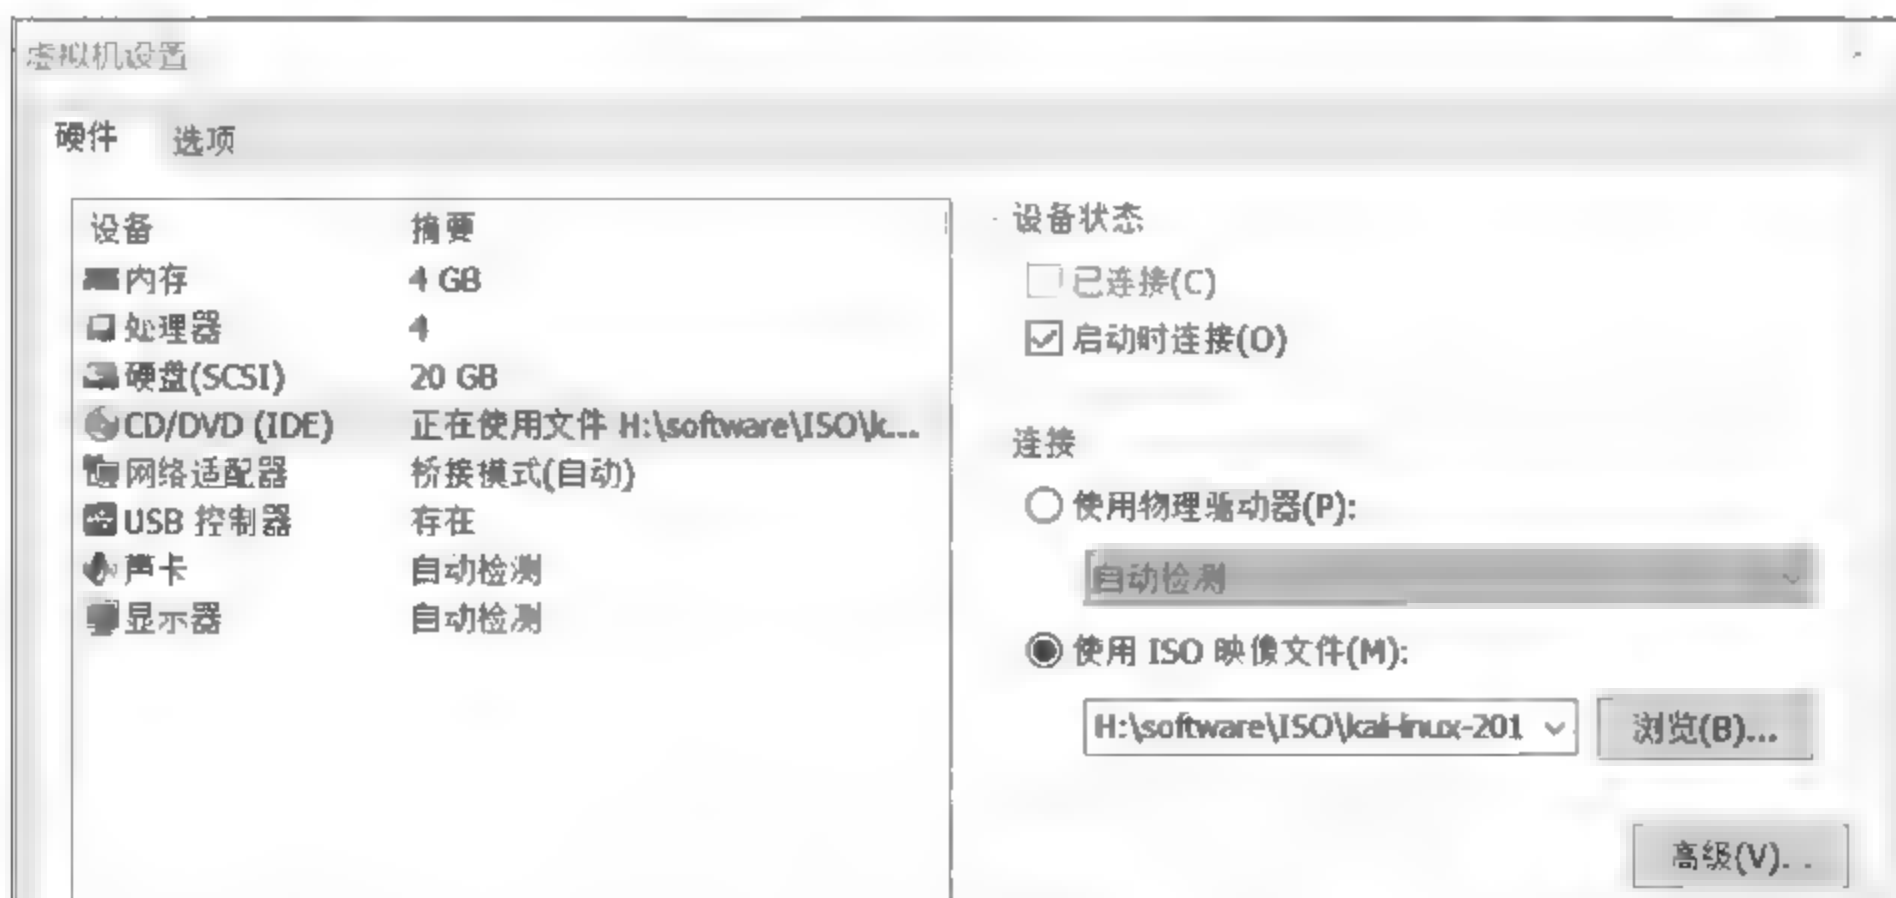 虚拟机设置
硬件 选项
设备 摘要
内存 4 GB
处理器 4
硬盘(SCSI) 20 GB
CD/DVD (IDE) 正在使用文件 H:\software\ISO\k...
网络适配器 桥接模式(自动)
USB 控制器 存在
声卡 自动检测
显示器 自动检测
设备状态
已连接(C)
启动时连接(O)
连接
使用物理驱动器(P):
自动检测
使用 ISO 映像文件(M):
H:\software\ISO\kali-linux-201
浏览(B)...
高级(V)...